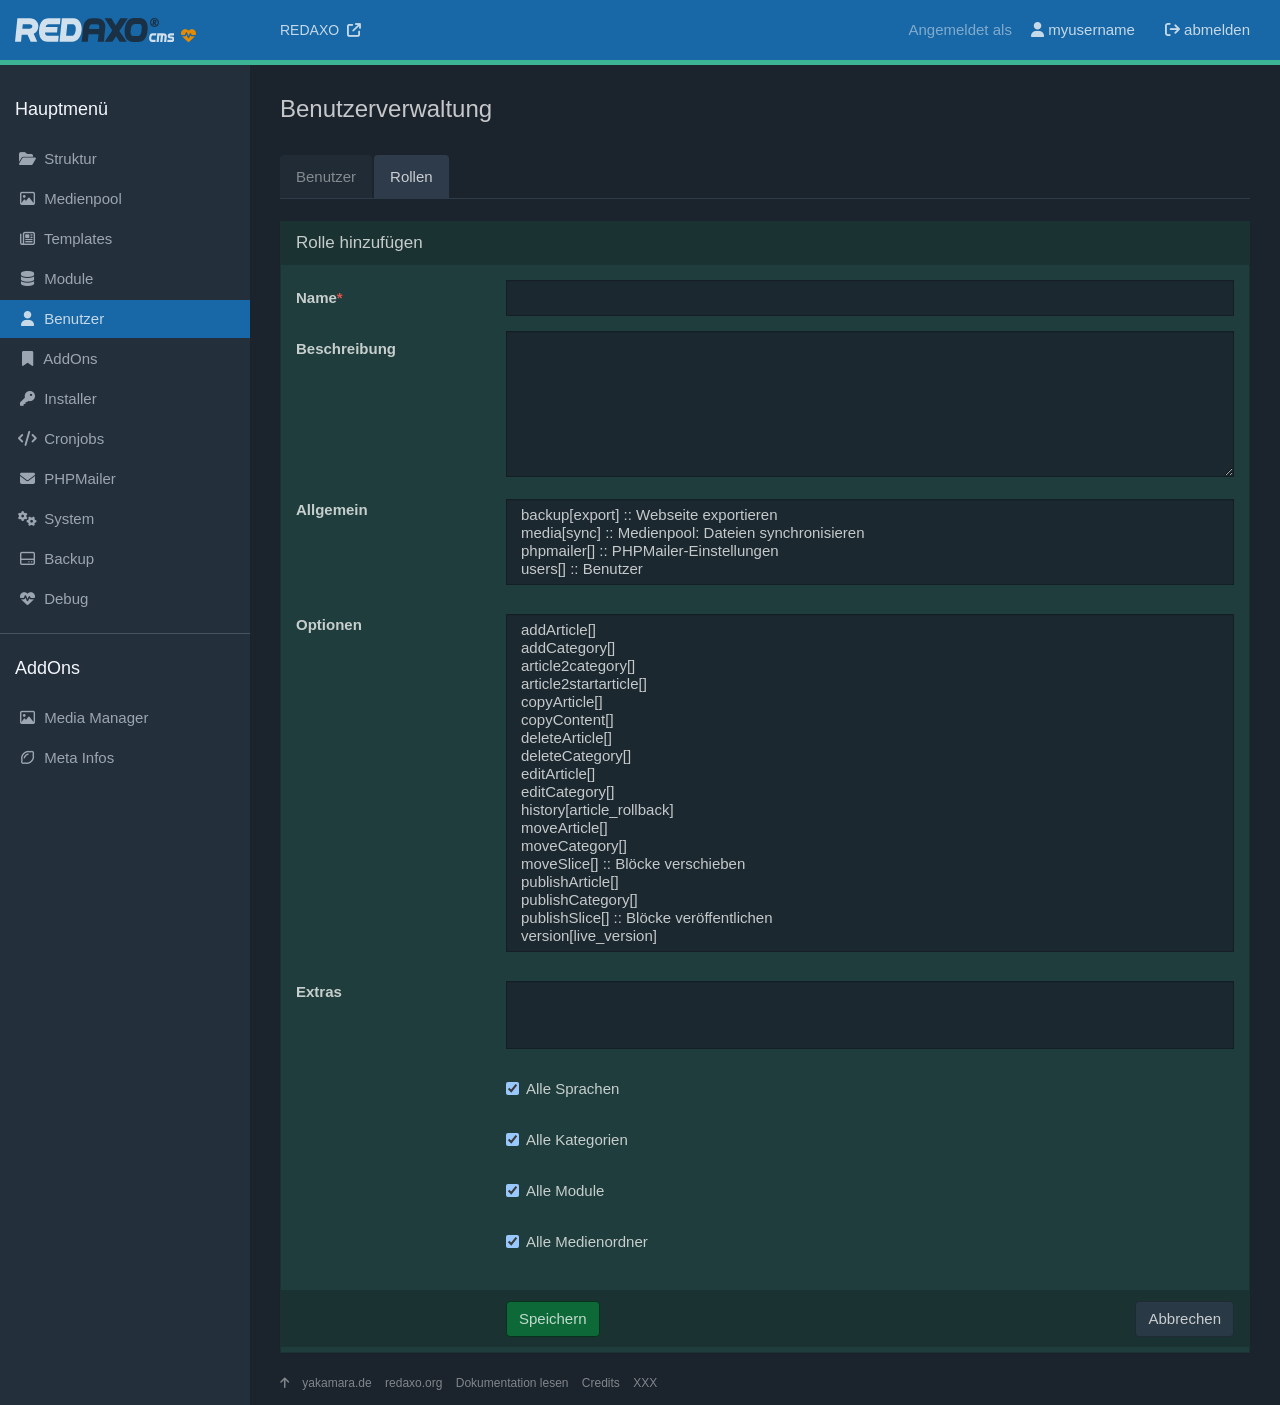 REDAXO® cms
REDAXO
Angemeldet als myusername abmelden
Hauptmenü
Struktur
Medienpool
Templates
Module
Benutzer
AddOns
Installer
Cronjobs
PHPMailer
System
Backup
Debug
AddOns
Media Manager
Meta Infos
Benutzerverwaltung
Benutzer Rollen
Rolle hinzufügen
Name*
Beschreibung
Allgemein
backup[export] :: Webseite exportieren
media[sync] :: Medienpool: Dateien synchronisieren
phpmailer[] :: PHPMailer-Einstellungen
users[] :: Benutzer
Optionen
addArticle[]
addCategory[]
article2category[]
article2startarticle[]
copyArticle[]
copyContent[]
deleteArticle[]
deleteCategory[]
editArticle[]
editCategory[]
history[article_rollback]
moveArticle[]
moveCategory[]
moveSlice[] :: Blöcke verschieben
publishArticle[]
publishCategory[]
publishSlice[] :: Blöcke veröffentlichen
version[live_version]
Extras
Alle Sprachen
Alle Kategorien
Alle Module
Alle Medienordner
Speichern Abbrechen
yakamara.de redaxo.org Dokumentation lesen Credits XXX